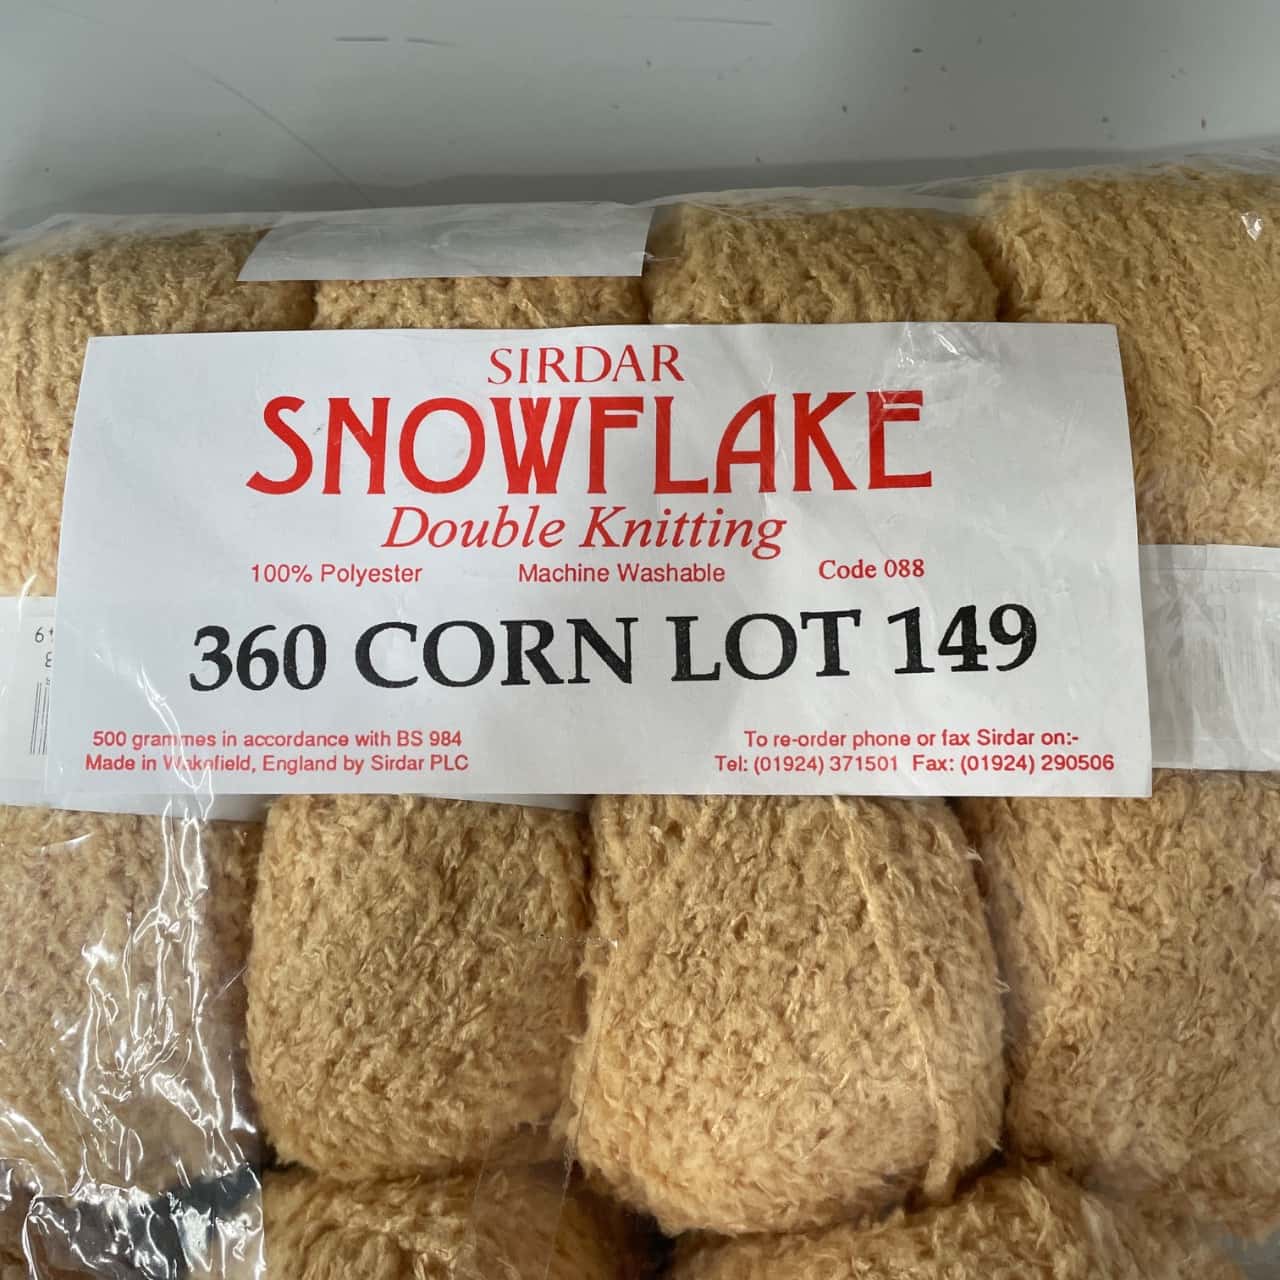 SIRDAR
SNOWFLAKE
Double Knitting
100% Polyester Machine Washable Code 088
360 CORN LOT 149
500 grammes in accordance with BS 984
Made in Wakefield, England by Sirdar PLC
To re-order phone or fax Sirdar on:-
Tel: (01924) 371501 Fax: (01924) 290506